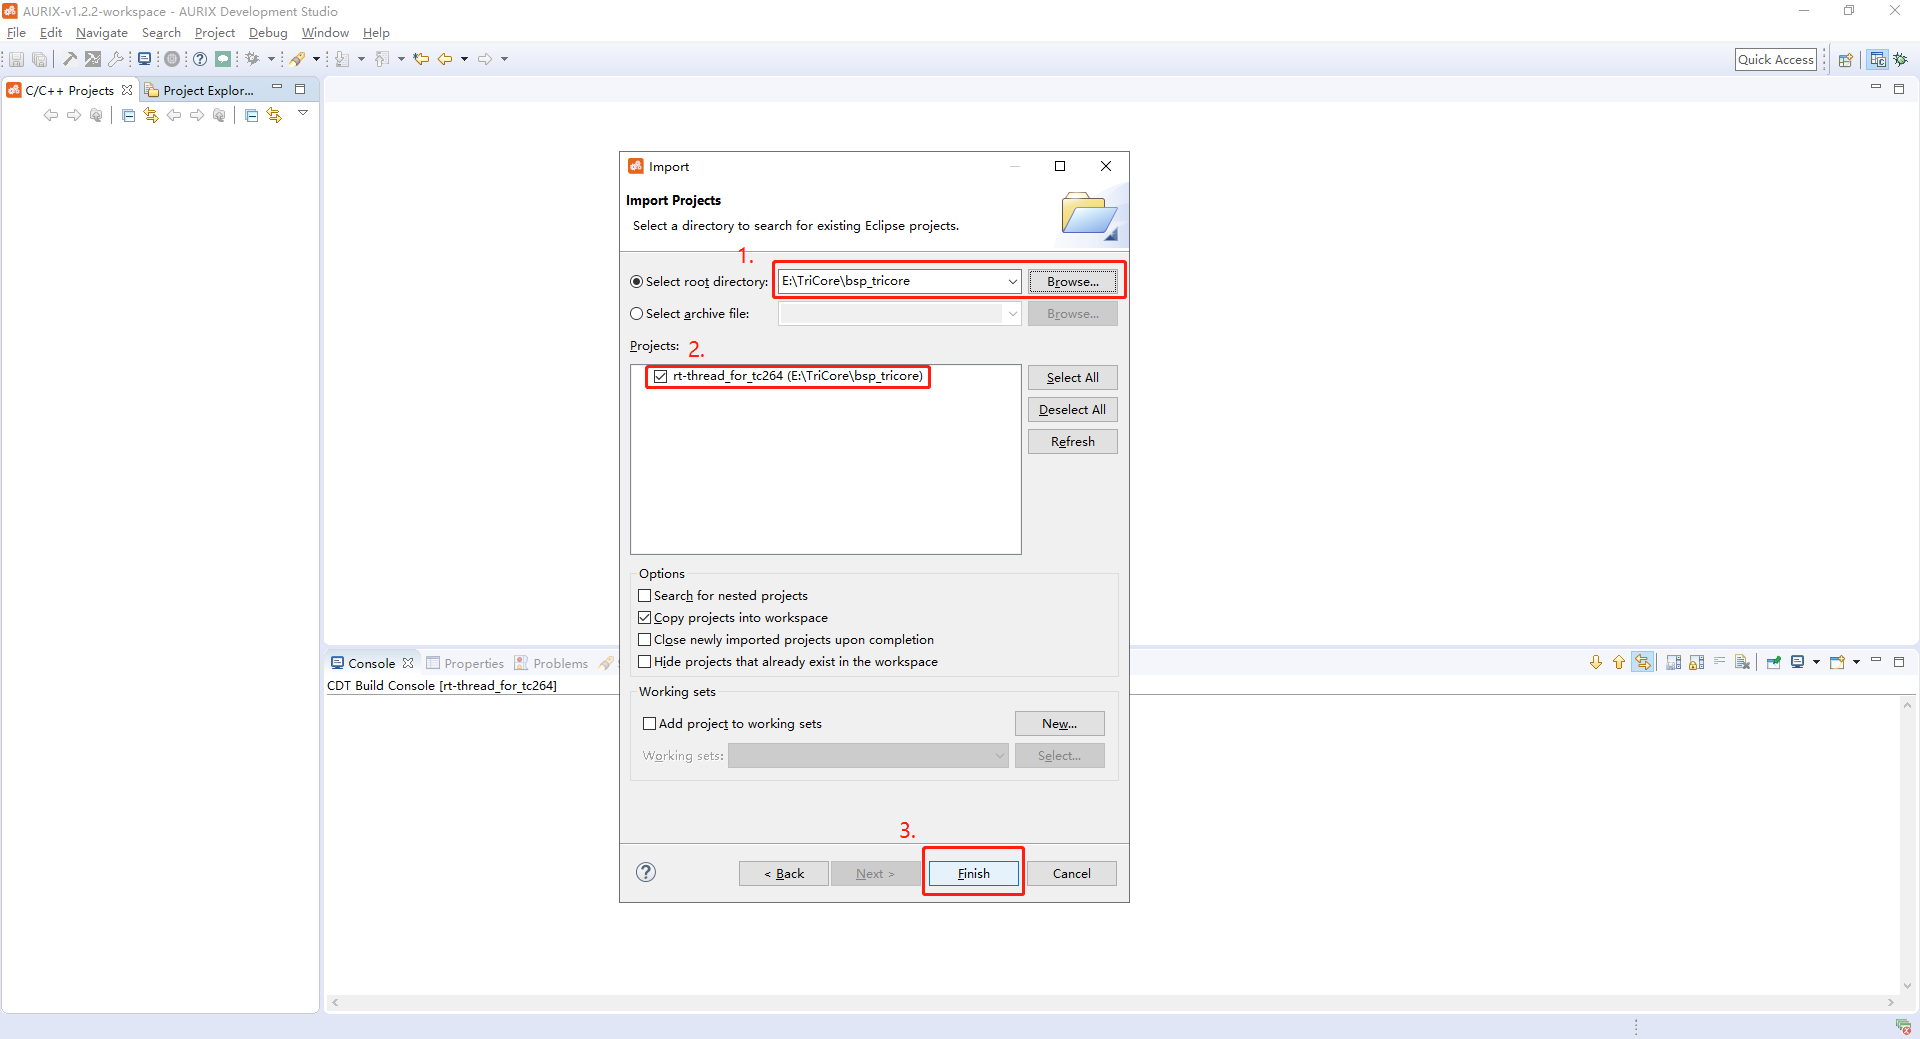 AURIX-v1.2.2-workspace - AURIX Development Studio
File Edit Navigate Search Project Debug Window Help
Quick Access
C/C++ Projects Project Explor...
Import
Import Projects
Select a directory to search for existing Eclipse projects.
1.
Select root directory: E:\TriCore\bsp_tricore Browse...
Select archive file: Browse...
Projects: 2.
rt-thread_for_tc264 (E:\TriCore\bsp_tricore)
Select All
Deselect All
Refresh
Options
Search for nested projects
Copy projects into workspace
Close newly imported projects upon completion
Hide projects that already exist in the workspace
Working sets
Add project to working sets New...
Working sets: Select...
3.
< Back Next > Finish Cancel
Console Properties Problems
CDT Build Console [rt-thread_for_tc264]